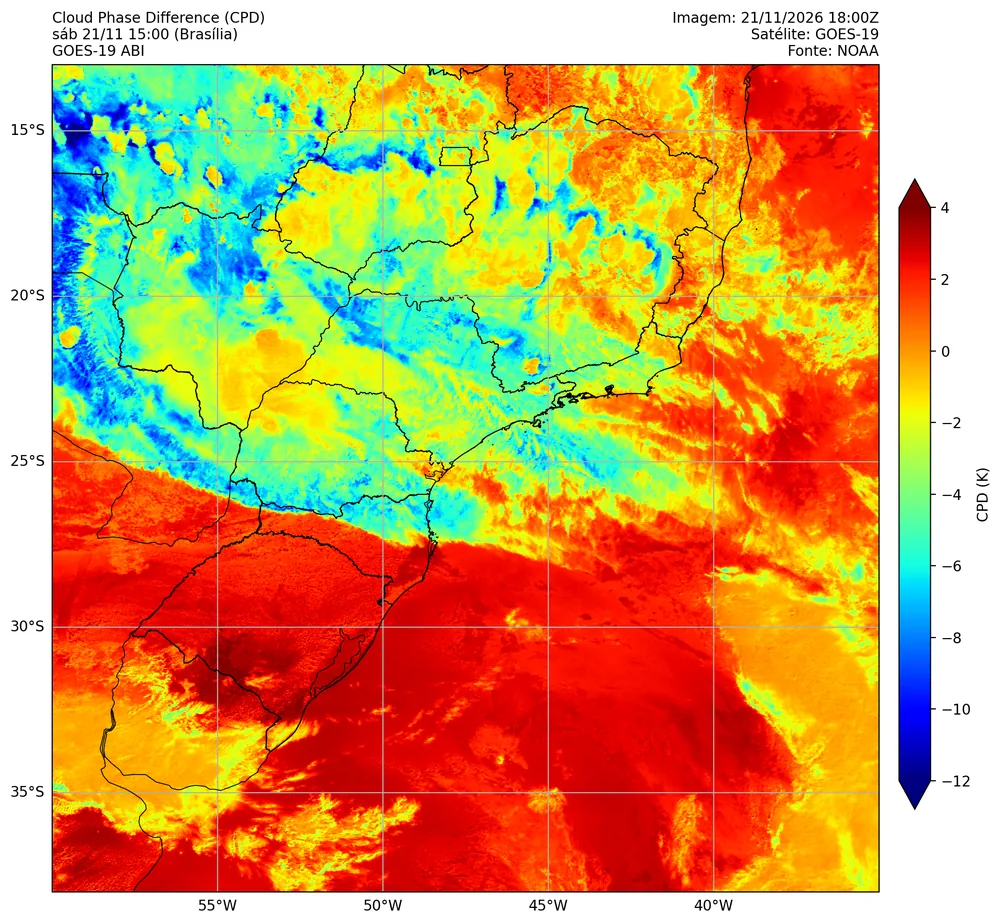 Cloud Phase Difference (CPD)
sáb 21/11 15:00 (Brasília)
GOES-19 ABI
Imagem: 21/11/2026 18:00Z
Satélite: GOES-19
Fonte: NOAA
15°S
20°S
25°S
30°S
35°S
55°W
50°W
45°W
40°W
4
2
0
−2
−4
−6
−8
−10
−12
CPD (K)